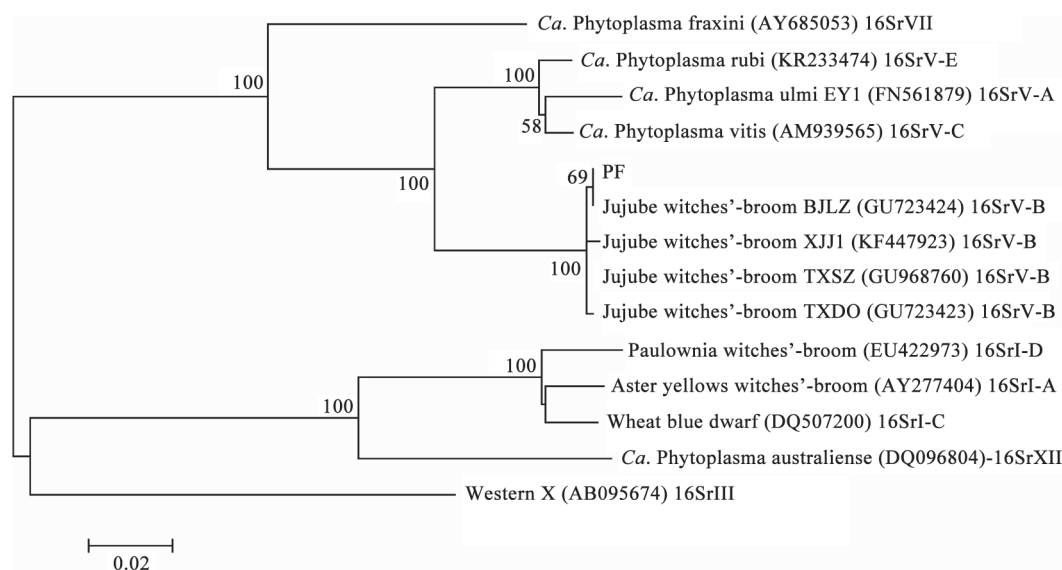 Ca. Phytoplasma fraxini (AY685053) 16SrVII
100
Ca. Phytoplasma rubi (KR233474) 16SrV-E
100
Ca. Phytoplasma ulmi EY1 (FN561879) 16SrV-A
58
Ca. Phytoplasma vitis (AM939565) 16SrV-C
100
69
PF
Jujube witches’-broom BJLZ (GU723424) 16SrV-B
Jujube witches’-broom XJJ1 (KF447923) 16SrV-B
100
Jujube witches’-broom TXSZ (GU968760) 16SrV-B
Jujube witches’-broom TXDO (GU723423) 16SrV-B
Paulownia witches’-broom (EU422973) 16SrI-D
100
Aster yellows witches’-broom (AY277404) 16SrI-A
100
Wheat blue dwarf (DQ507200) 16SrI-C
Ca. Phytoplasma australiense (DQ096804)-16SrXII
Western X (AB095674) 16SrIII
0.02